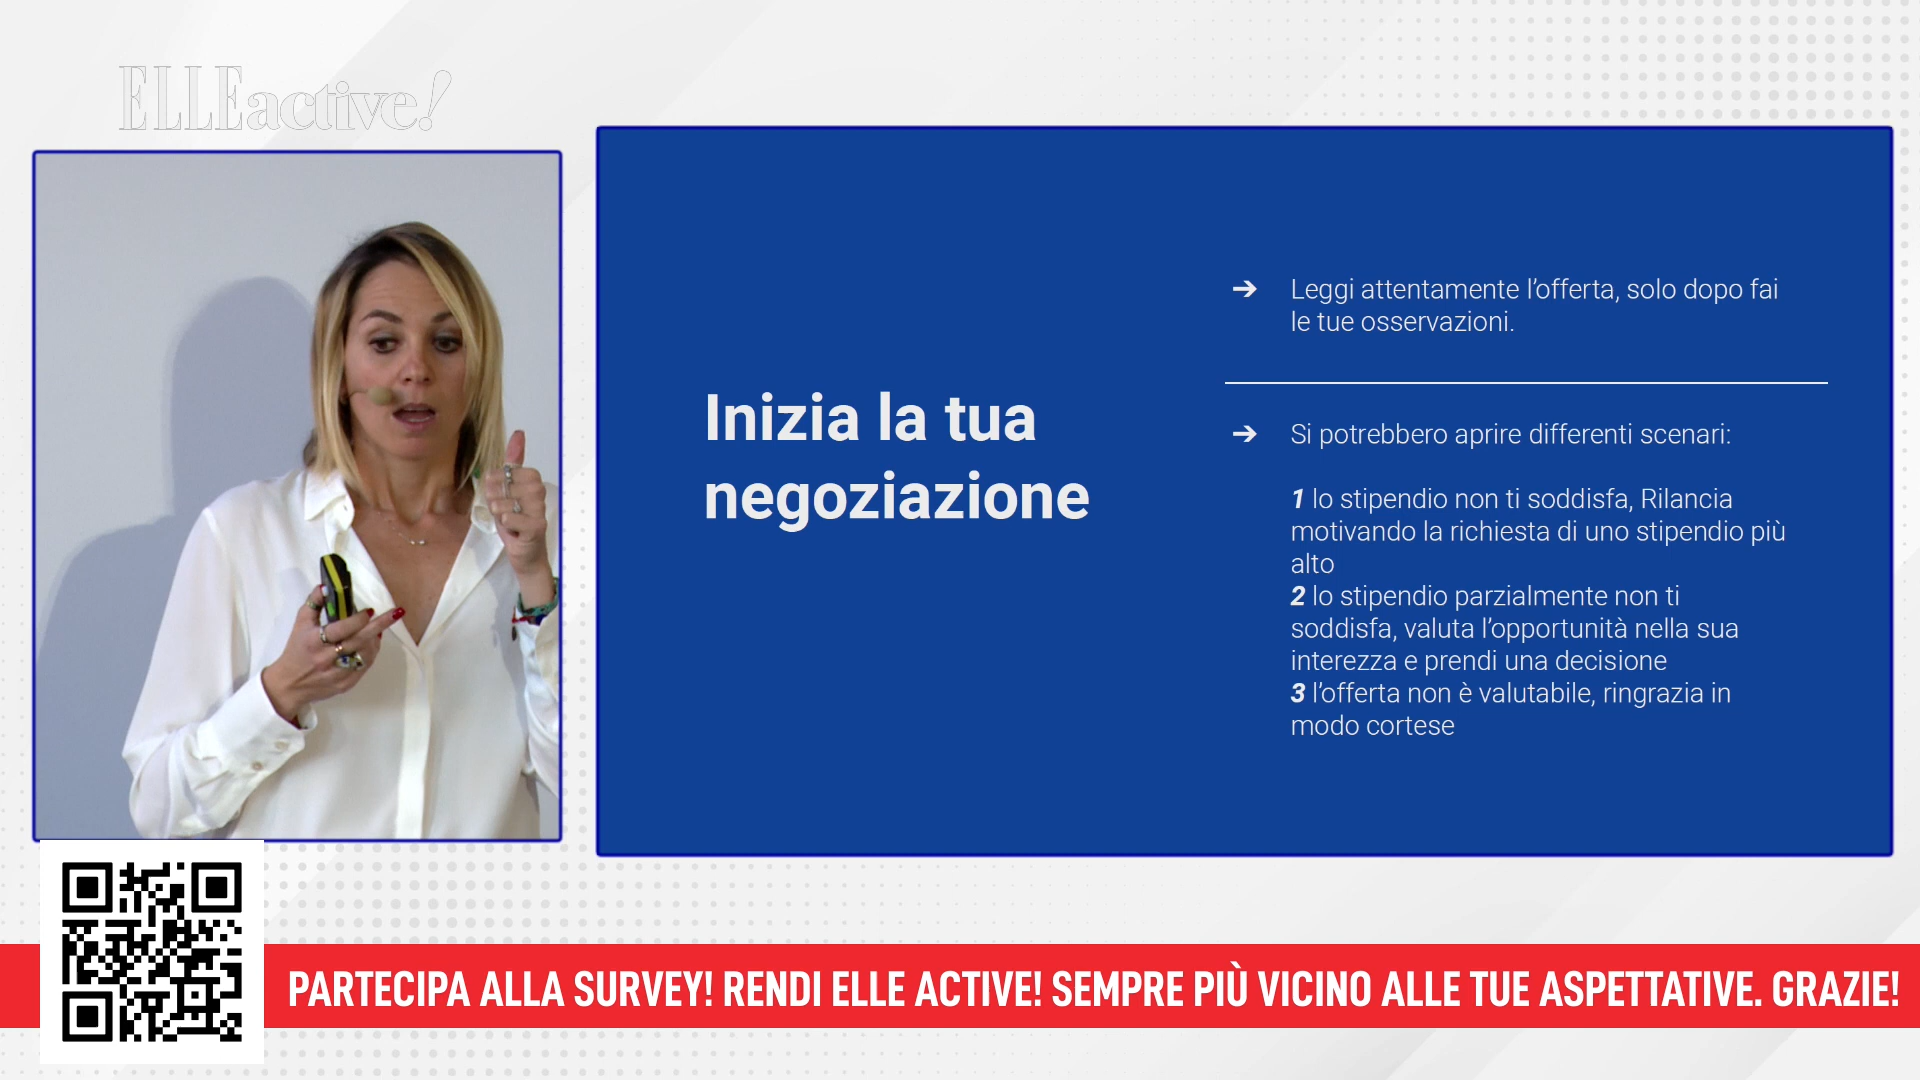 ELLEactive!
Inizia la tua
negoziazione
➔ Leggi attentamente l’offerta, solo dopo fai
le tue osservazioni.
➔ Si potrebbero aprire differenti scenari:
1 lo stipendio non ti soddisfa, Rilancia
motivando la richiesta di uno stipendio più
alto
2 lo stipendio parzialmente non ti
soddisfa, valuta l’opportunità nella sua
interezza e prendi una decisione
3 l’offerta non è valutabile, ringrazia in
modo cortese
PARTECIPA ALLA SURVEY! RENDI ELLE ACTIVE! SEMPRE PIÙ VICINO ALLE TUE ASPETTATIVE. GRAZIE!